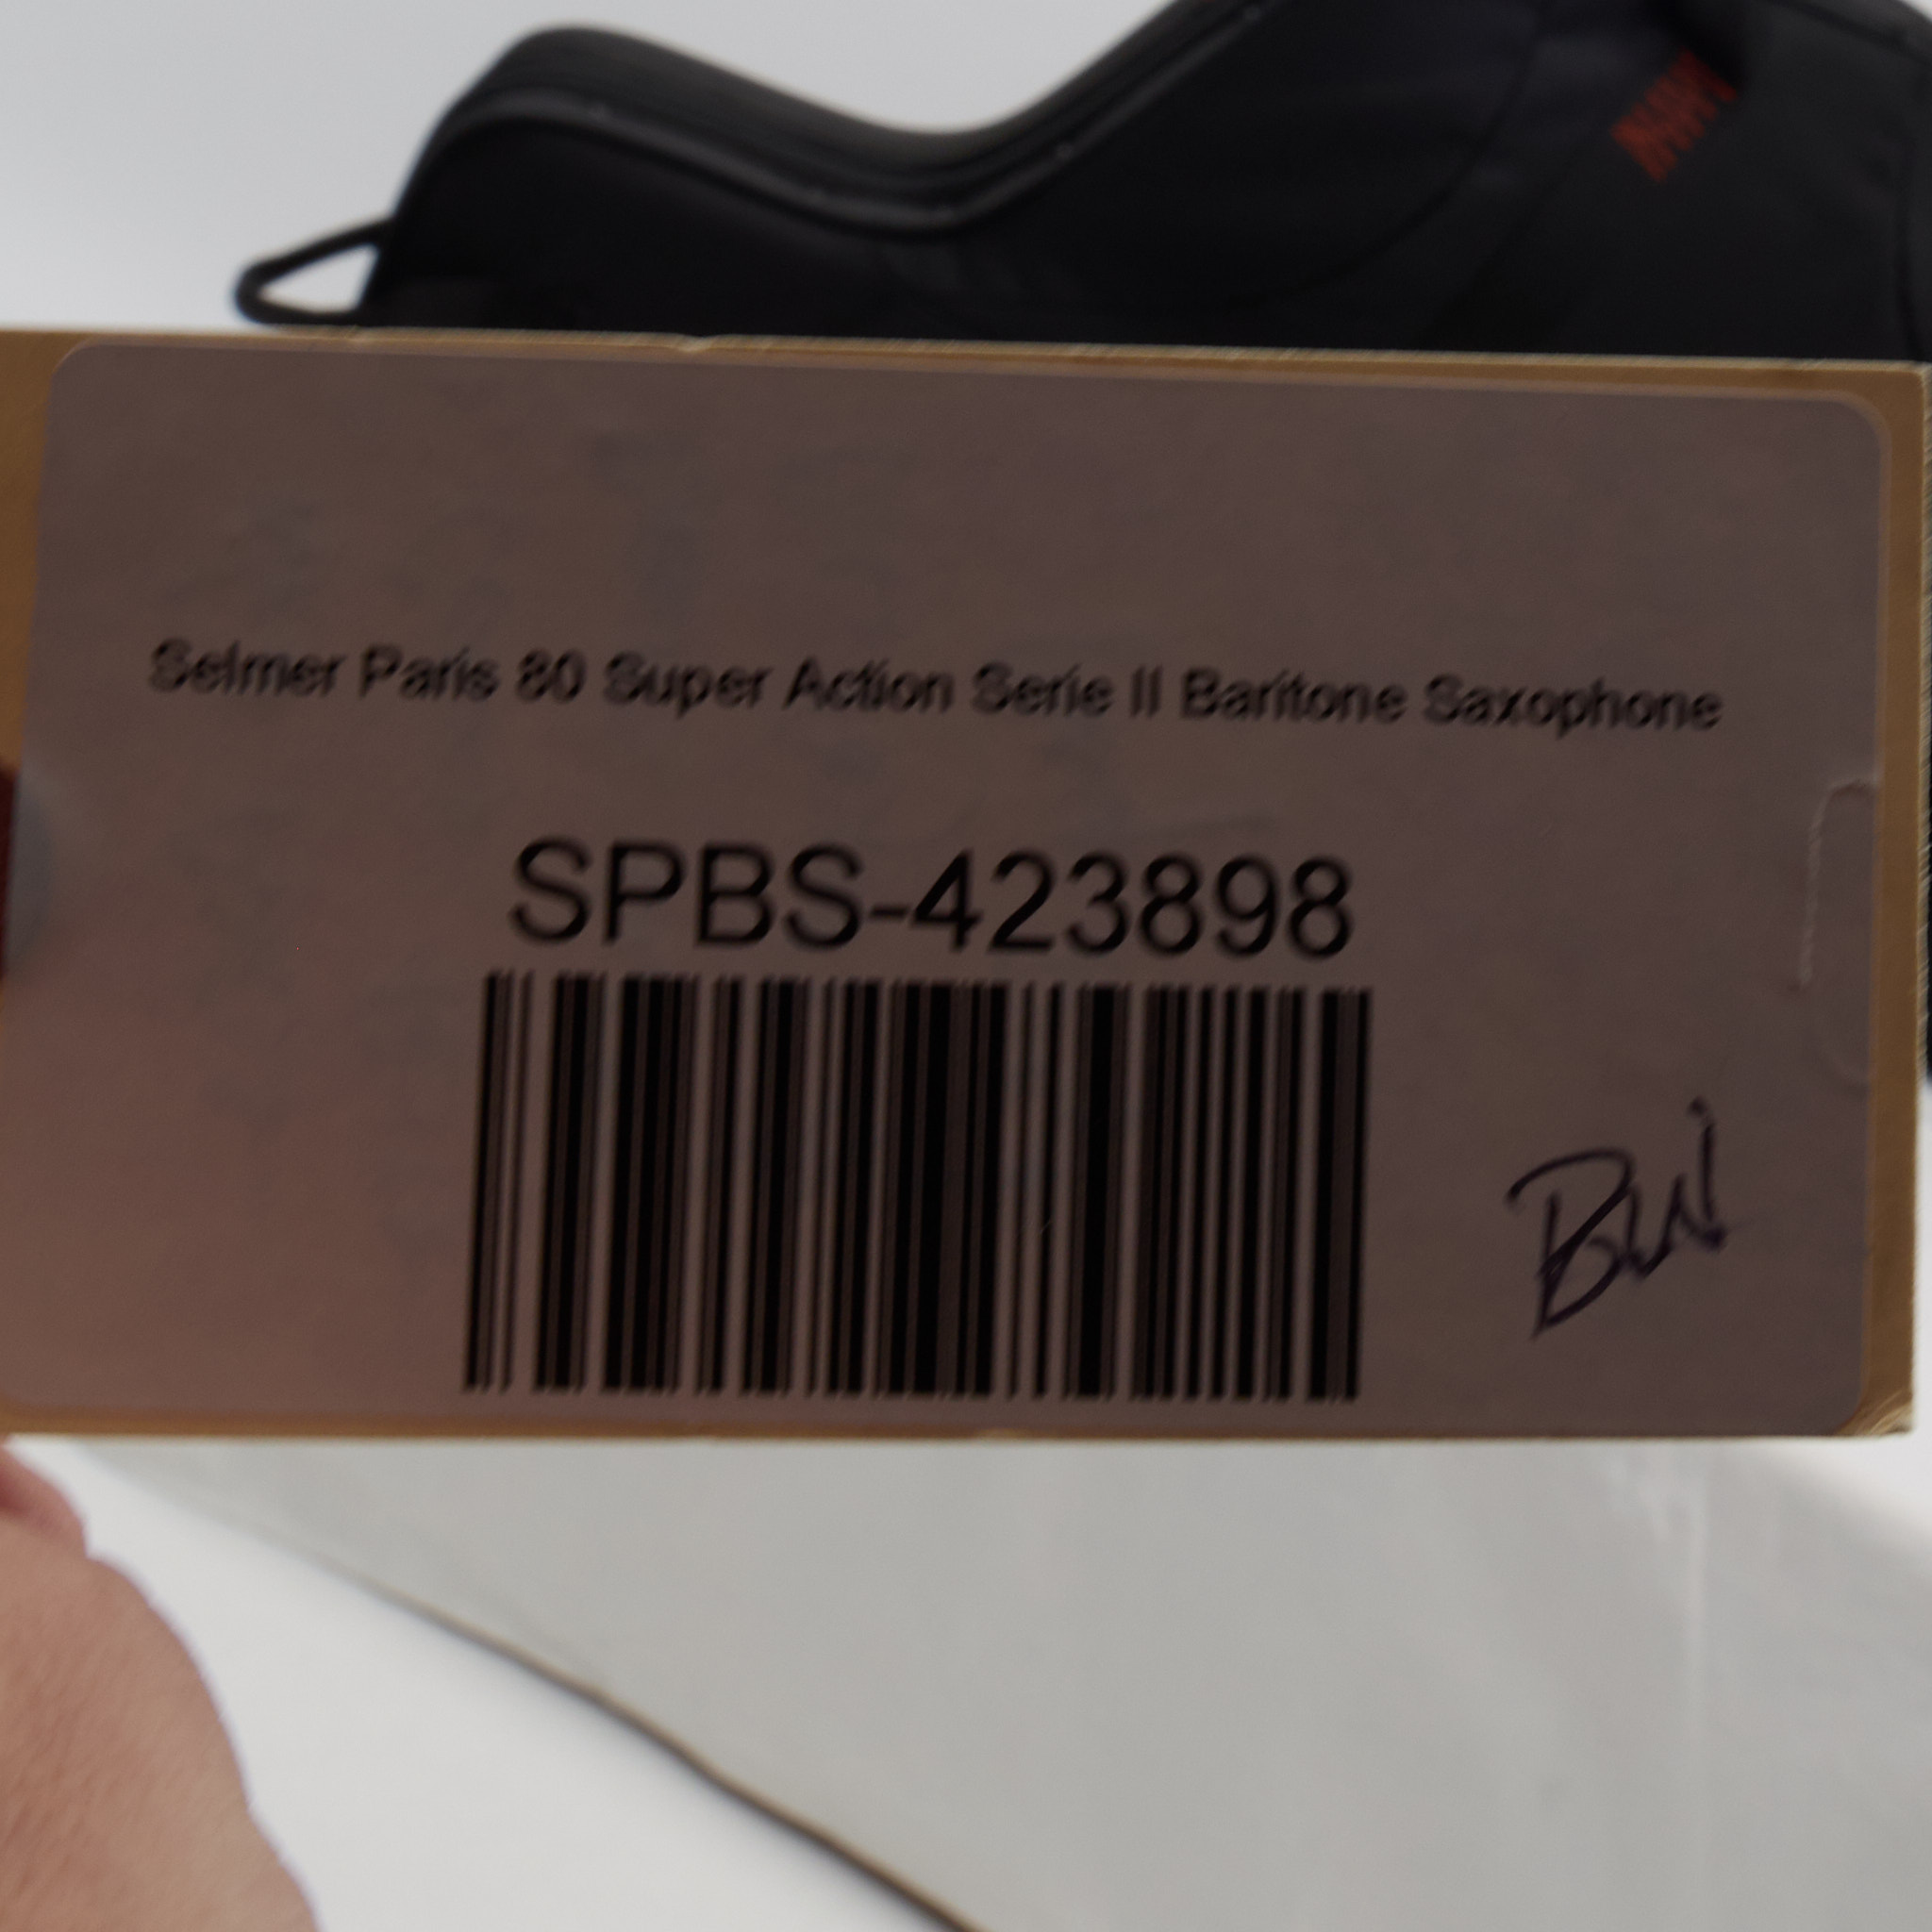 Selmer Paris 80 Super Action Serie II Baritone Saxophone
SPBS-423898